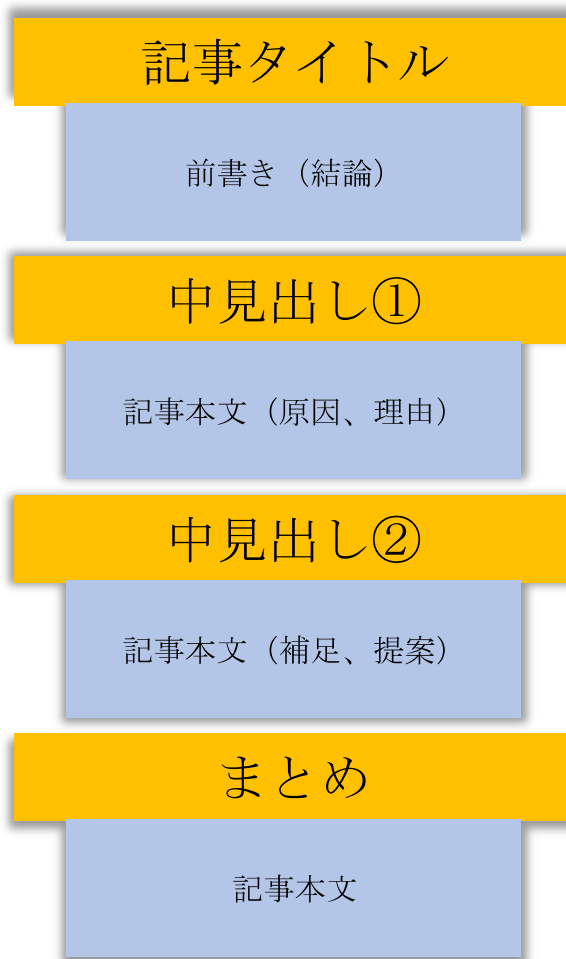 記事タイトル
前書き（結論）
中見出し①
記事本文（原因、理由）
中見出し②
記事本文（補足、提案）
まとめ
記事本文